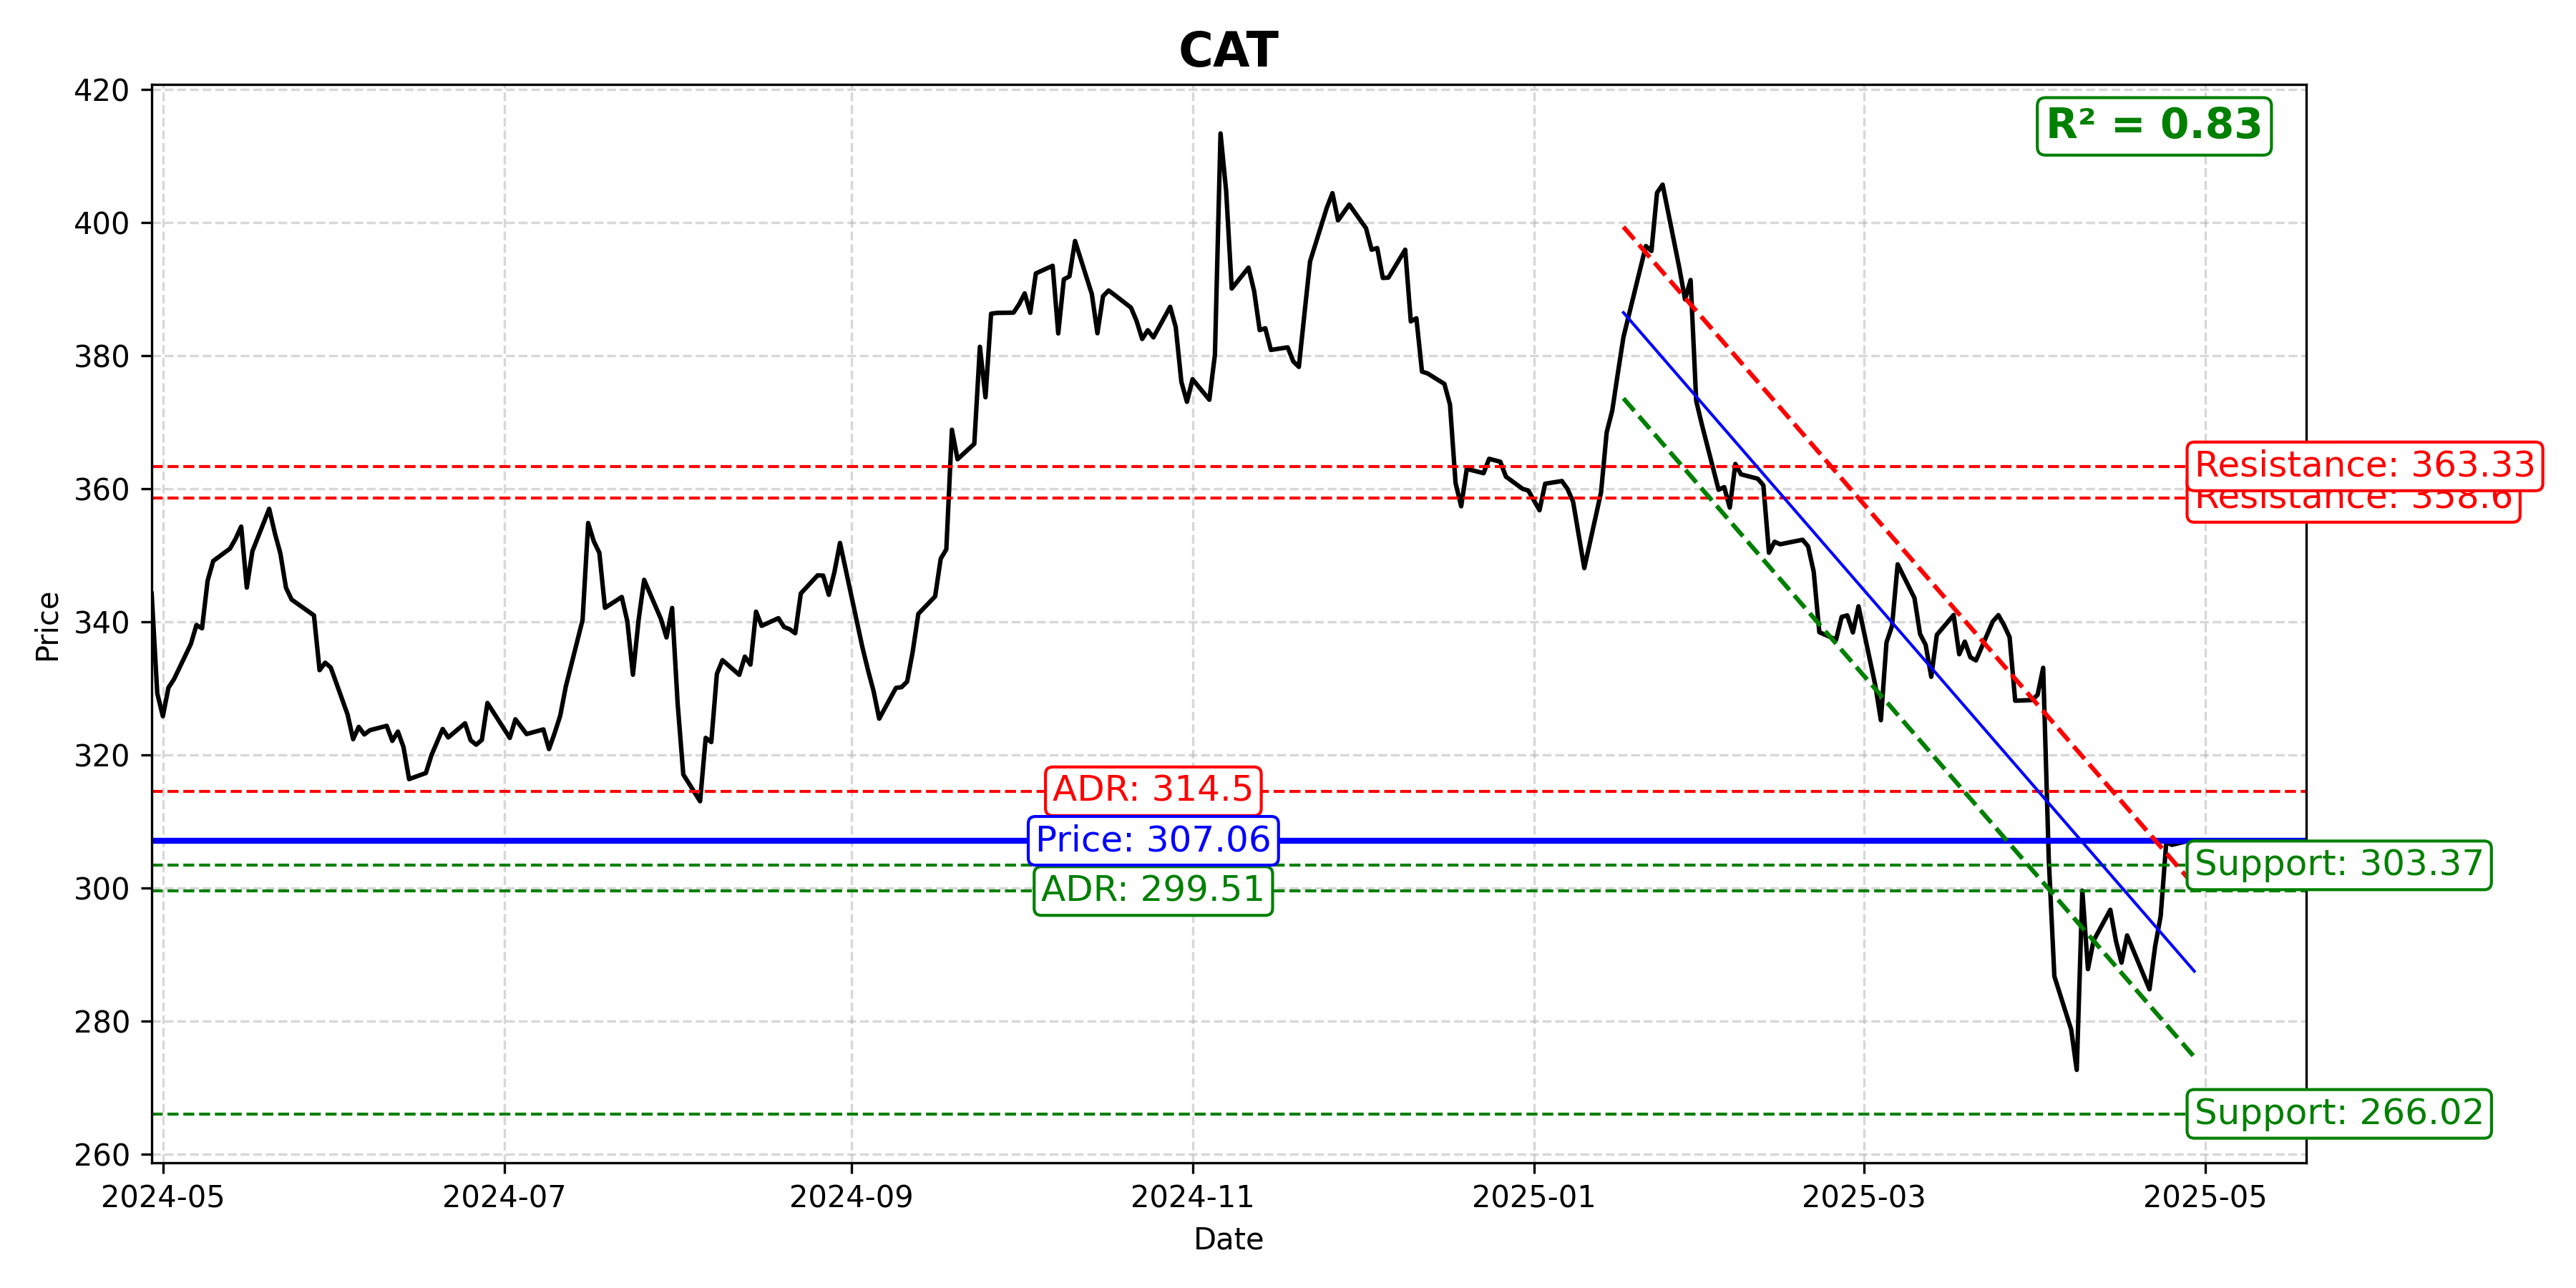 CAT
R² = 0.83
420
400
380
360
340
320
300
280
260
Price
Resistance: 363.33
Resistance: 358.6
ADR: 314.5
Price: 307.06
Support: 303.37
ADR: 299.51
Support: 266.02
2024-05
2024-07
2024-09
2024-11
2025-01
2025-03
2025-05
Date